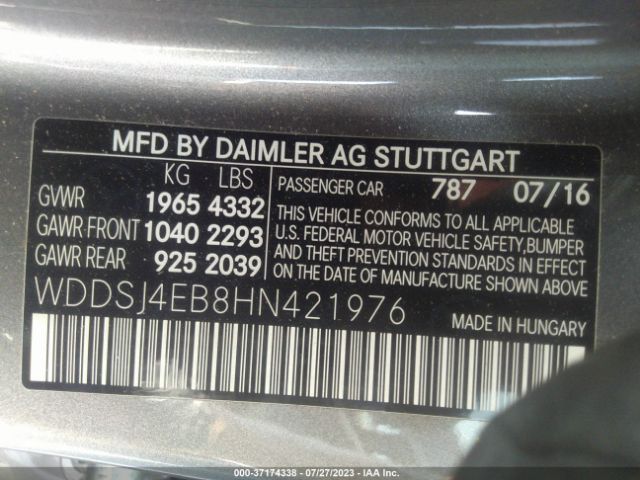 MFD BY DAIMLER AG STUTTGART
KG LBS
GVWR 1965 4332
GAWR FRONT 1040 2293
GAWR REAR 925 2039
PASSENGER CAR 787 07/16
THIS VEHICLE CONFORMS TO ALL APPLICABLE
U.S. FEDERAL MOTOR VEHICLE SAFETY, BUMPER
AND THEFT PREVENTION STANDARDS IN EFFECT
ON THE DATE OF MANUFACTURE SHOWN ABOVE.
WDDSJ4EB8HN421976
MADE IN HUNGARY
000-37174338 - 07/27/2023 - IAA Inc.